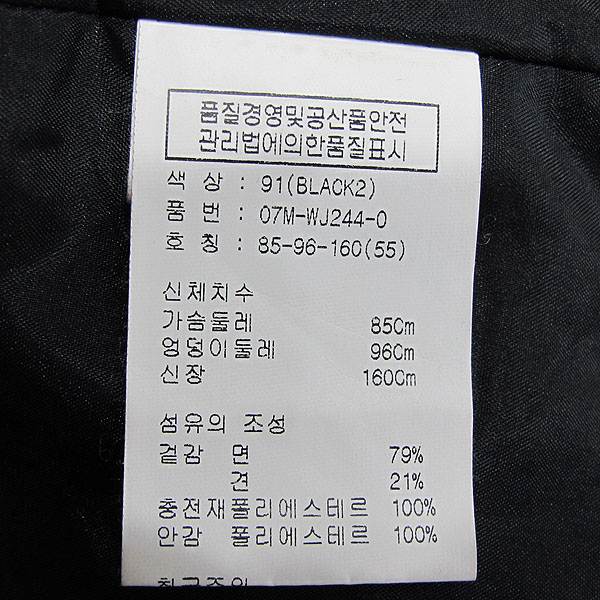 품질경영및공산품안전
관리법에의한품질표시
색 상 : 91(BLACK2)
품 번 : 07M-WJ244-0
호 칭 : 85-96-160(55)
신체치수
가슴둘레 85Cm
엉덩이둘레 96Cm
신장 160Cm
섬유의 조성
겉감 면 79%
견 21%
충전재폴리에스테르 100%
안감 폴리에스테르 100%